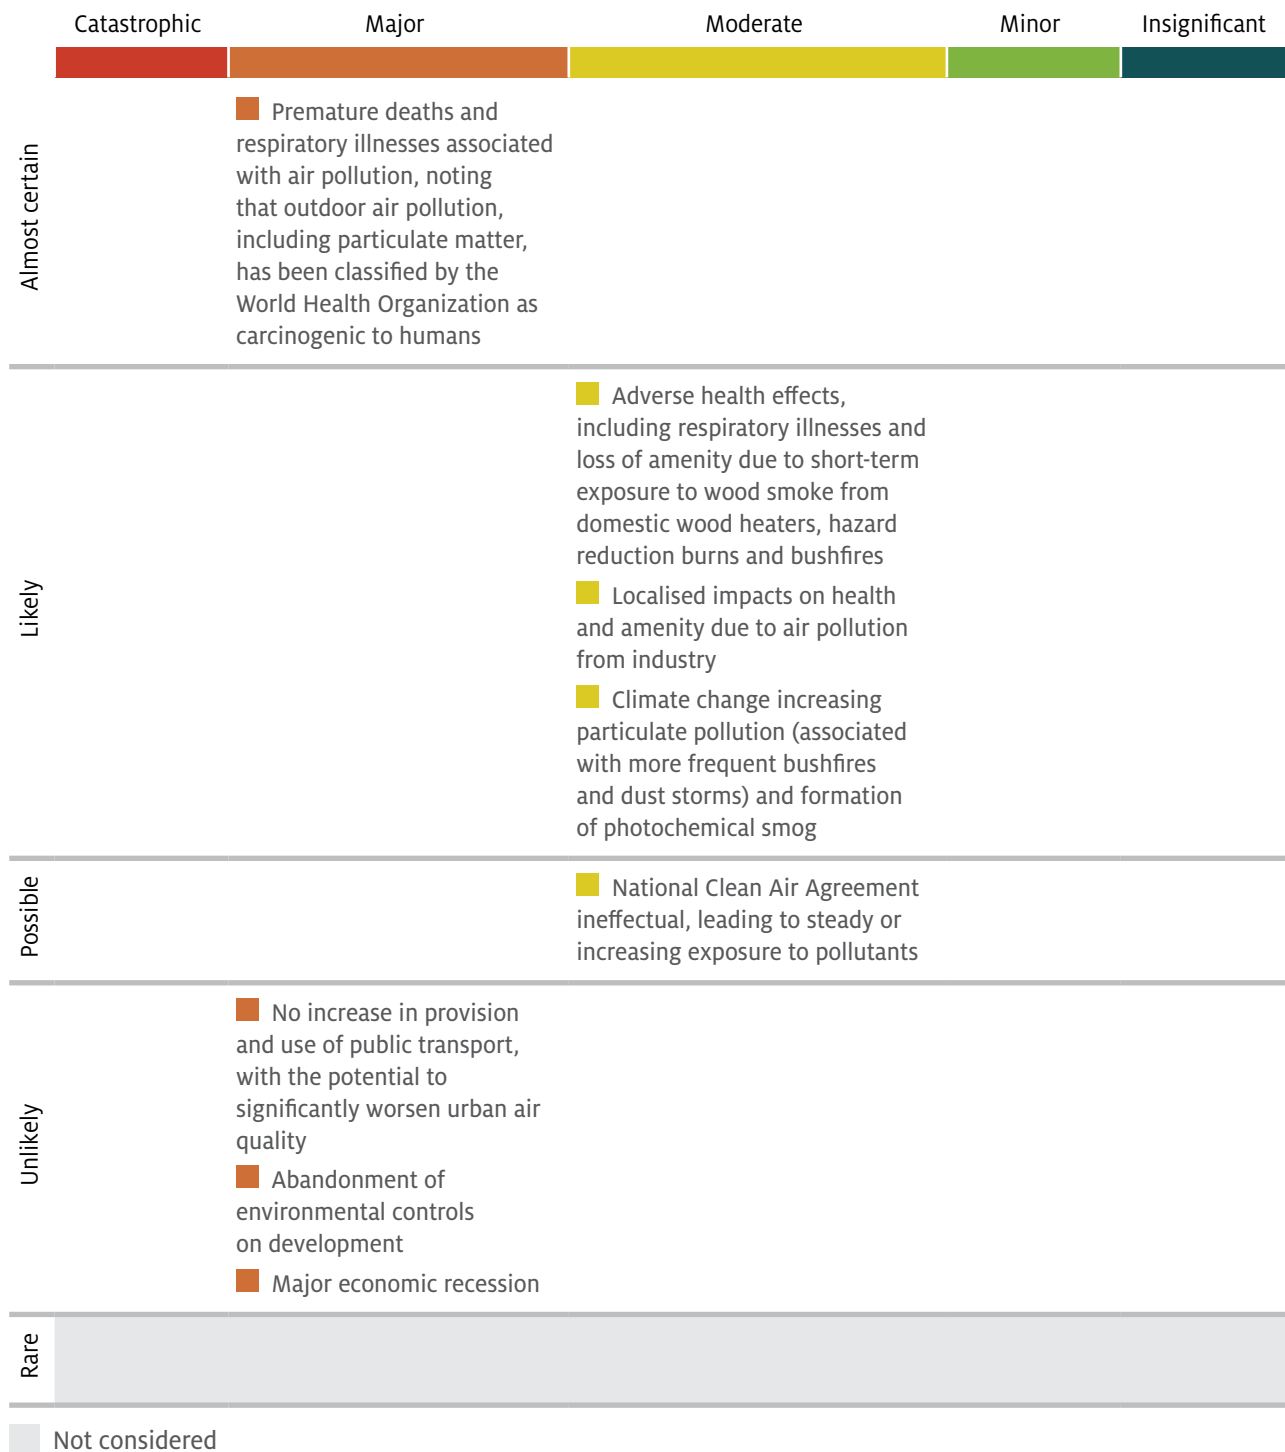 Catastrophic Major Moderate Minor Insignificant
Almost certain
Premature deaths and
respiratory illnesses associated
with air pollution, noting
that outdoor air pollution,
including particulate matter,
has been classified by the
World Health Organization as
carcinogenic to humans
Likely
Adverse health effects,
including respiratory illnesses and
loss of amenity due to short-term
exposure to wood smoke from
domestic wood heaters, hazard
reduction burns and bushfires
Localised impacts on health
and amenity due to air pollution
from industry
Climate change increasing
particulate pollution (associated
with more frequent bushfires
and dust storms) and formation
of photochemical smog
Possible
National Clean Air Agreement
ineffectual, leading to steady or
increasing exposure to pollutants
Unlikely
No increase in provision
and use of public transport,
with the potential to
significantly worsen urban air
quality
Abandonment of
environmental controls
on development
Major economic recession
Rare
Not considered